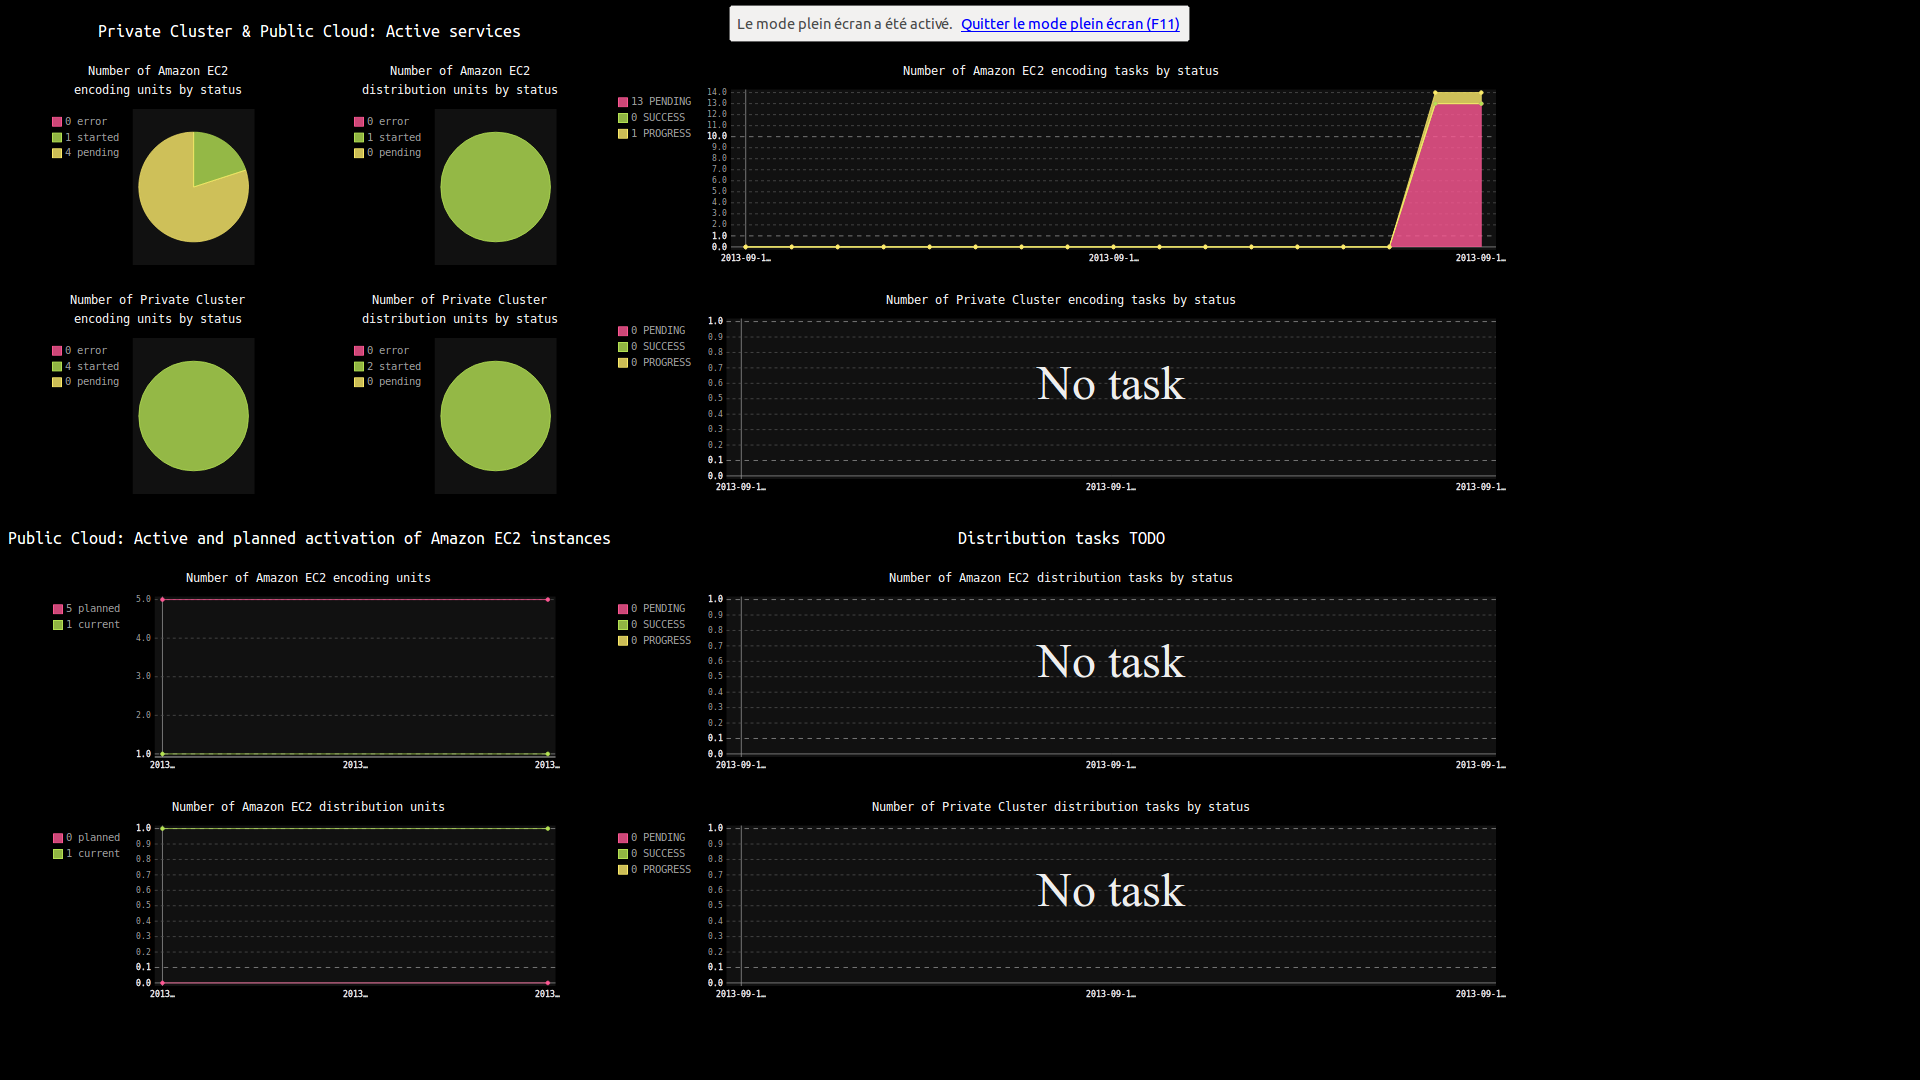 Le mode plein écran a été activé. Quitter le mode plein écran (F11)
Private Cluster & Public Cloud: Active services
Number of Amazon EC2
encoding units by status
0 error
1 started
4 pending
Number of Amazon EC2
distribution units by status
0 error
1 started
0 pending
Number of Amazon EC2 encoding tasks by status
13 PENDING
0 SUCCESS
1 PROGRESS
14.0
13.0
12.0
11.0
10.0
9.0
8.0
7.0
6.0
5.0
4.0
3.0
2.0
1.0
0.0
2013-09-1… 2013-09-1… 2013-09-1…
Number of Private Cluster
encoding units by status
0 error
4 started
0 pending
Number of Private Cluster
distribution units by status
0 error
2 started
0 pending
Number of Private Cluster encoding tasks by status
0 PENDING
0 SUCCESS
0 PROGRESS
1.0
0.9
0.8
0.7
0.6
0.5
0.4
0.3
0.2
0.1
0.0
No task
2013-09-1… 2013-09-1… 2013-09-1…
Public Cloud: Active and planned activation of Amazon EC2 instances
Number of Amazon EC2 encoding units
5 planned
1 current
5.0
4.0
3.0
2.0
1.0
2013… 2013… 2013…
Distribution tasks TODO
Number of Amazon EC2 distribution tasks by status
0 PENDING
0 SUCCESS
0 PROGRESS
1.0
0.9
0.8
0.7
0.6
0.5
0.4
0.3
0.2
0.1
0.0
No task
2013-09-1… 2013-09-1… 2013-09-1…
Number of Amazon EC2 distribution units
0 planned
1 current
1.0
0.9
0.8
0.7
0.6
0.5
0.4
0.3
0.2
0.1
0.0
2013… 2013… 2013…
Number of Private Cluster distribution tasks by status
0 PENDING
0 SUCCESS
0 PROGRESS
1.0
0.9
0.8
0.7
0.6
0.5
0.4
0.3
0.2
0.1
0.0
No task
2013-09-1… 2013-09-1… 2013-09-1…